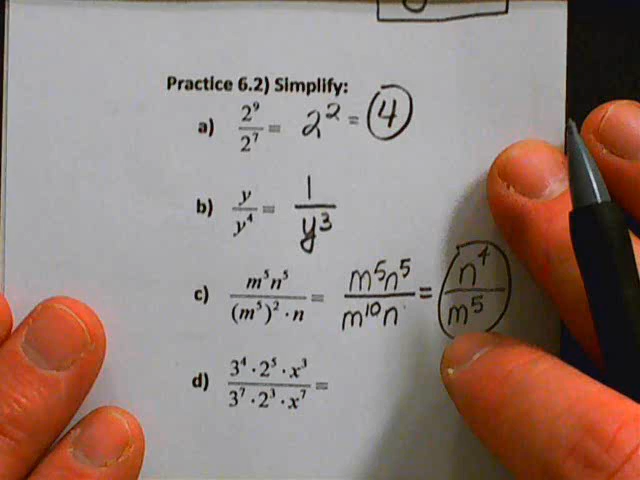 Practice 6.2) Simplify:
a) 2⁹/2⁷ = 2² = 4
b) y/y⁴ = 1/y³
c) m⁵n⁵/(m⁵)² · n = m⁵n⁵/m¹⁰n = n⁴/m⁵
d) 3⁴ · 2⁵ · x³/3⁷ · 2³ · x⁷ =